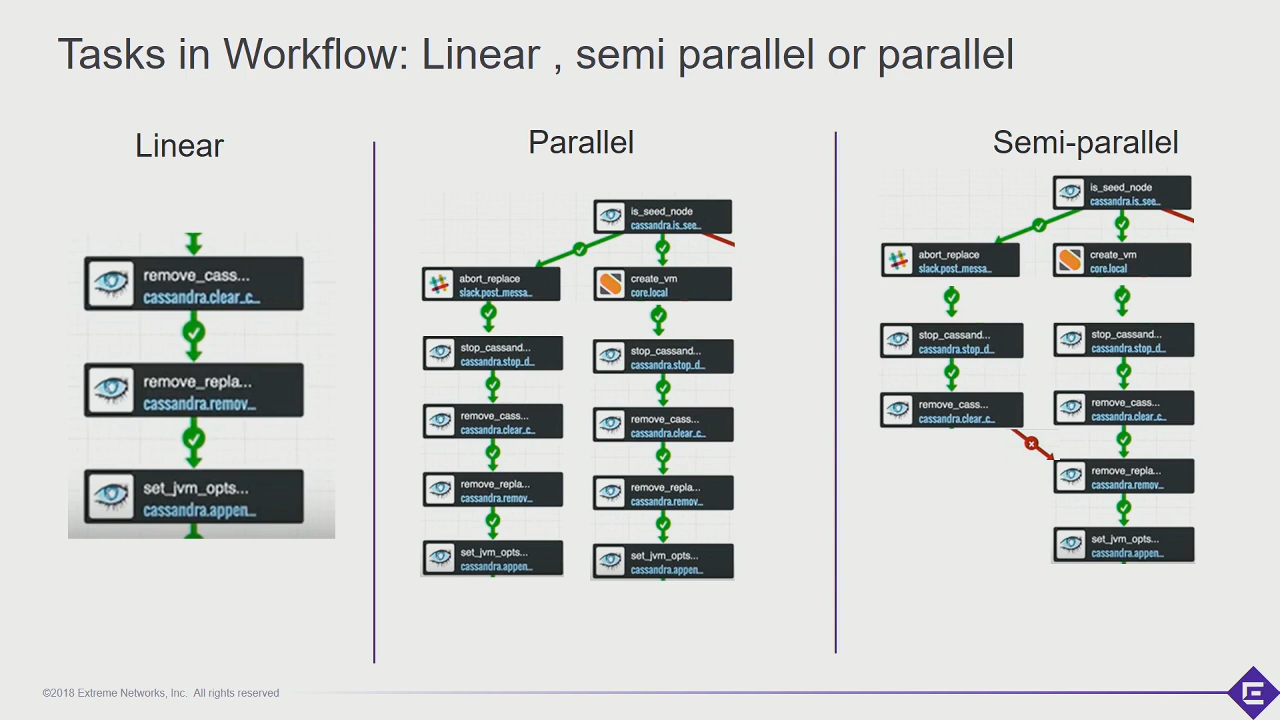 Tasks in Workflow: Linear , semi parallel or parallel
Linear
remove_cass...
cassandra.clear_c...
remove_repla...
cassandra.remov...
set_jvm_opts...
cassandra.appen...
Parallel
is_seed_node
cassandra.is_see...
abort_replace
slack.post_messa...
create_vm
core.local
stop_cassand...
cassandra.stop_d...
stop_cassand...
cassandra.stop_d...
remove_cass...
cassandra.clear_c...
remove_cass...
cassandra.clear_c...
remove_repla...
cassandra.remov...
remove_repla...
cassandra.remov...
set_jvm_opts...
cassandra.appen...
set_jvm_opts...
cassandra.appen...
Semi-parallel
is_seed_node
cassandra.is_see...
abort_replace
slack.post_messa...
create_vm
core.local
stop_cassand...
cassandra.stop_d...
stop_cassand...
cassandra.stop_d...
remove_cass...
cassandra.clear_c...
remove_cass...
cassandra.clear_c...
remove_repla...
cassandra.remov...
set_jvm_opts...
cassandra.appen...
©2018 Extreme Networks, Inc. All rights reserved